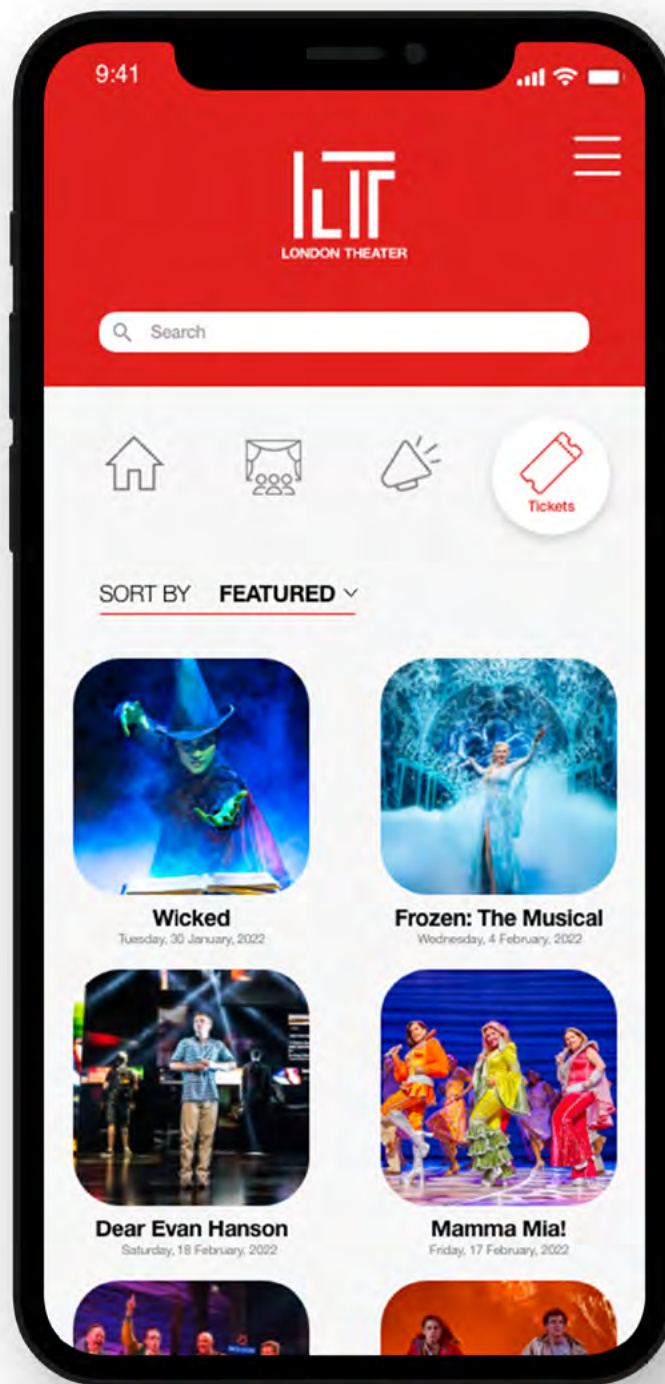 9:41
LONDON THEATER
Search
Tickets
SORT BY FEATURED
Wicked
Tuesday, 30 January, 2022
Frozen: The Musical
Wednesday, 4 February, 2022
Dear Evan Hanson
Saturday, 18 February, 2022
Mamma Mia!
Friday, 17 February, 2022